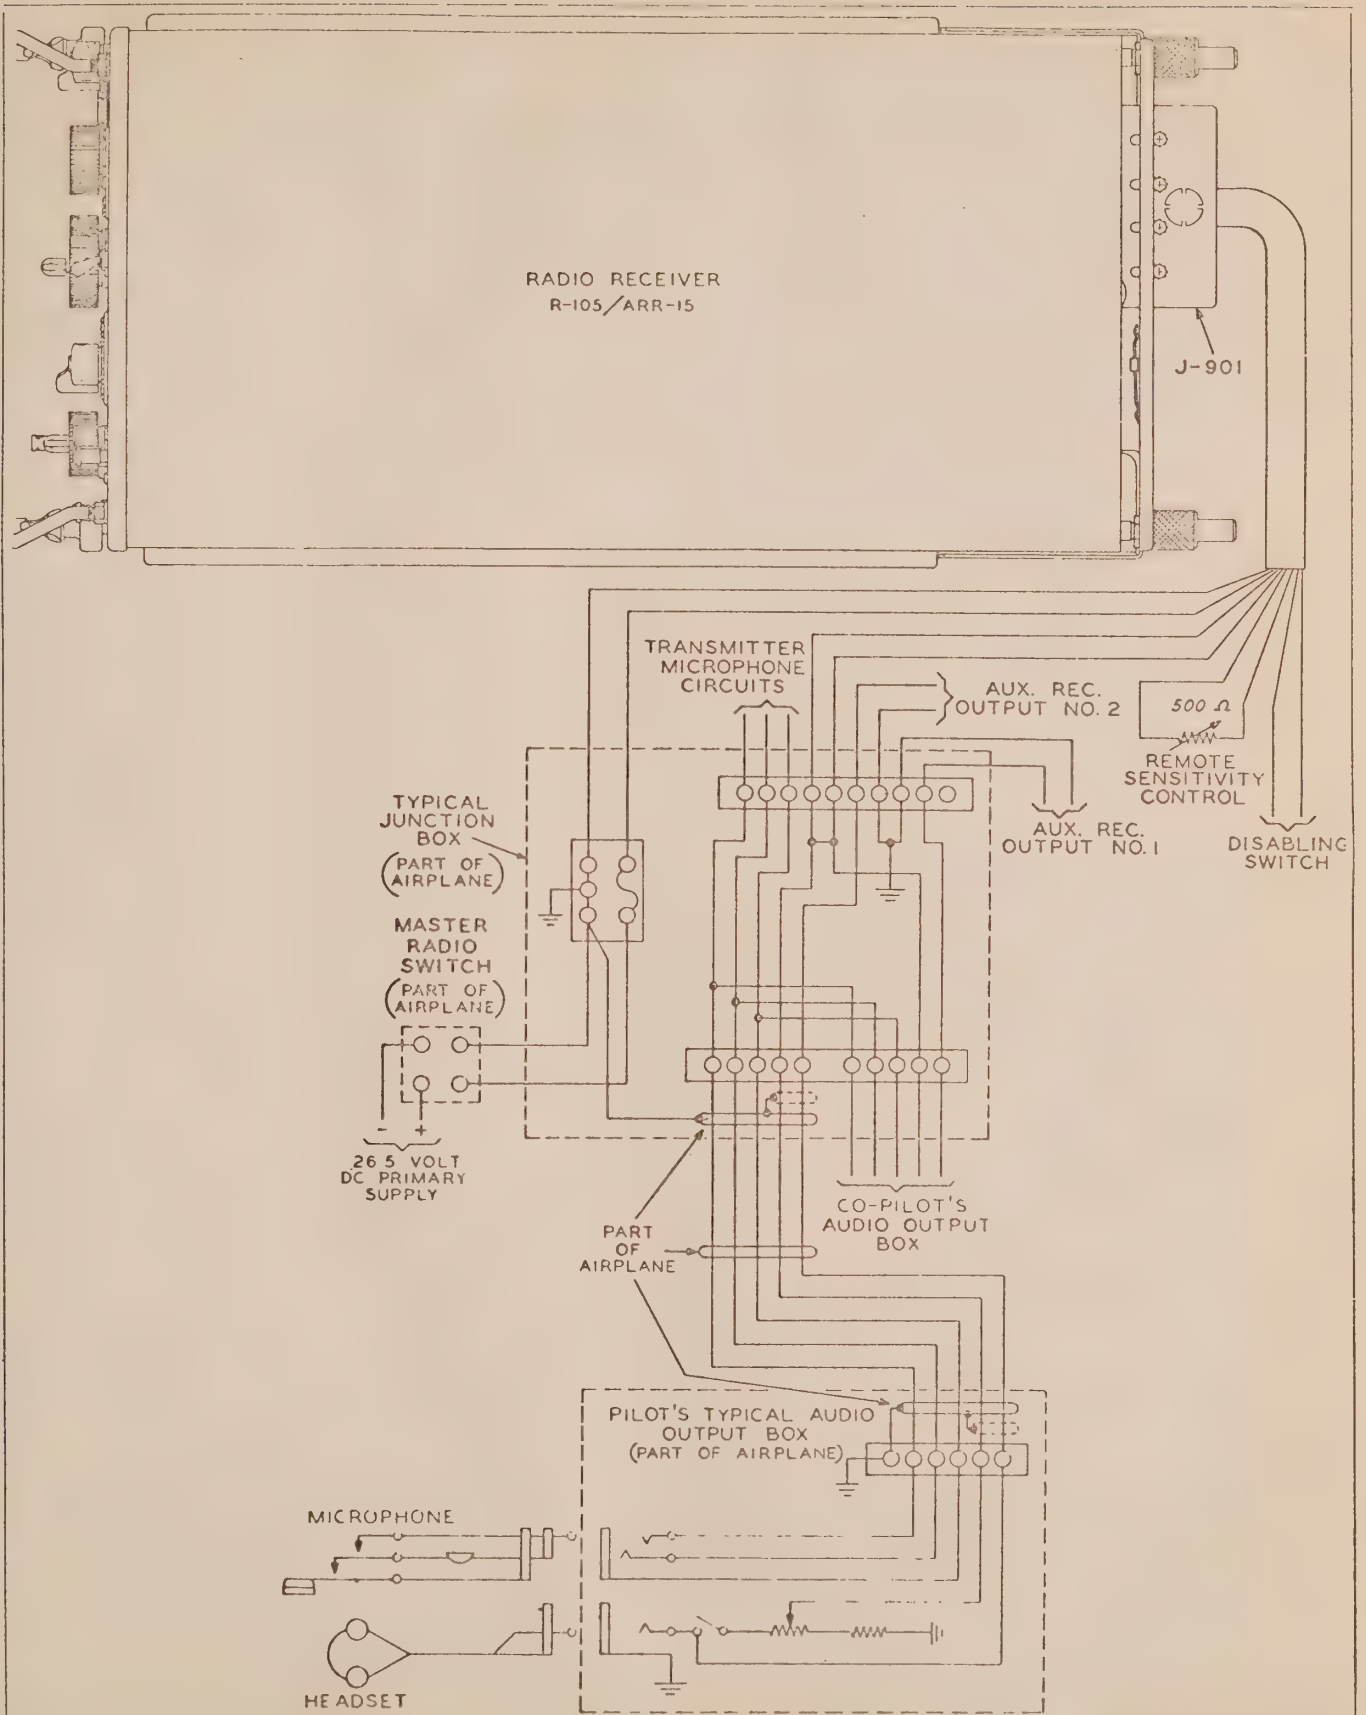 RADIO RECEIVER
R-105/ARR-15
J-901
TRANSMITTER
MICROPHONE
CIRCUITS
AUX. REC.
OUTPUT NO. 2
500 Ω
REMOTE
SENSITIVITY
CONTROL
TYPICAL
JUNCTION
BOX
(PART OF
AIRPLANE)
AUX. REC.
OUTPUT NO. 1
DISABLING
SWITCH
MASTER
RADIO
SWITCH
(PART OF
AIRPLANE)
- +
26 5 VOLT
DC PRIMARY
SUPPLY
CO-PILOT'S
AUDIO OUTPUT
BOX
PART
OF
AIRPLANE
PILOT'S TYPICAL AUDIO
OUTPUT BOX
(PART OF AIRPLANE)
MICROPHONE
HEADSET